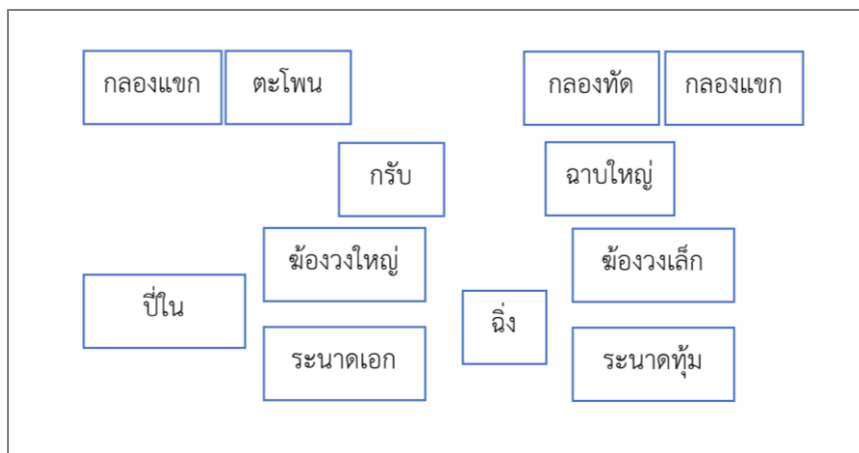 กลองแขก ตะโพน กลองทัด กลองแขก
กรับ ฉาบใหญ่
ฆ้องวงใหญ่ ฆ้องวงเล็ก
ปี่ใน ฉิ่ง
ระนาดเอก ระนาดทุ้ม